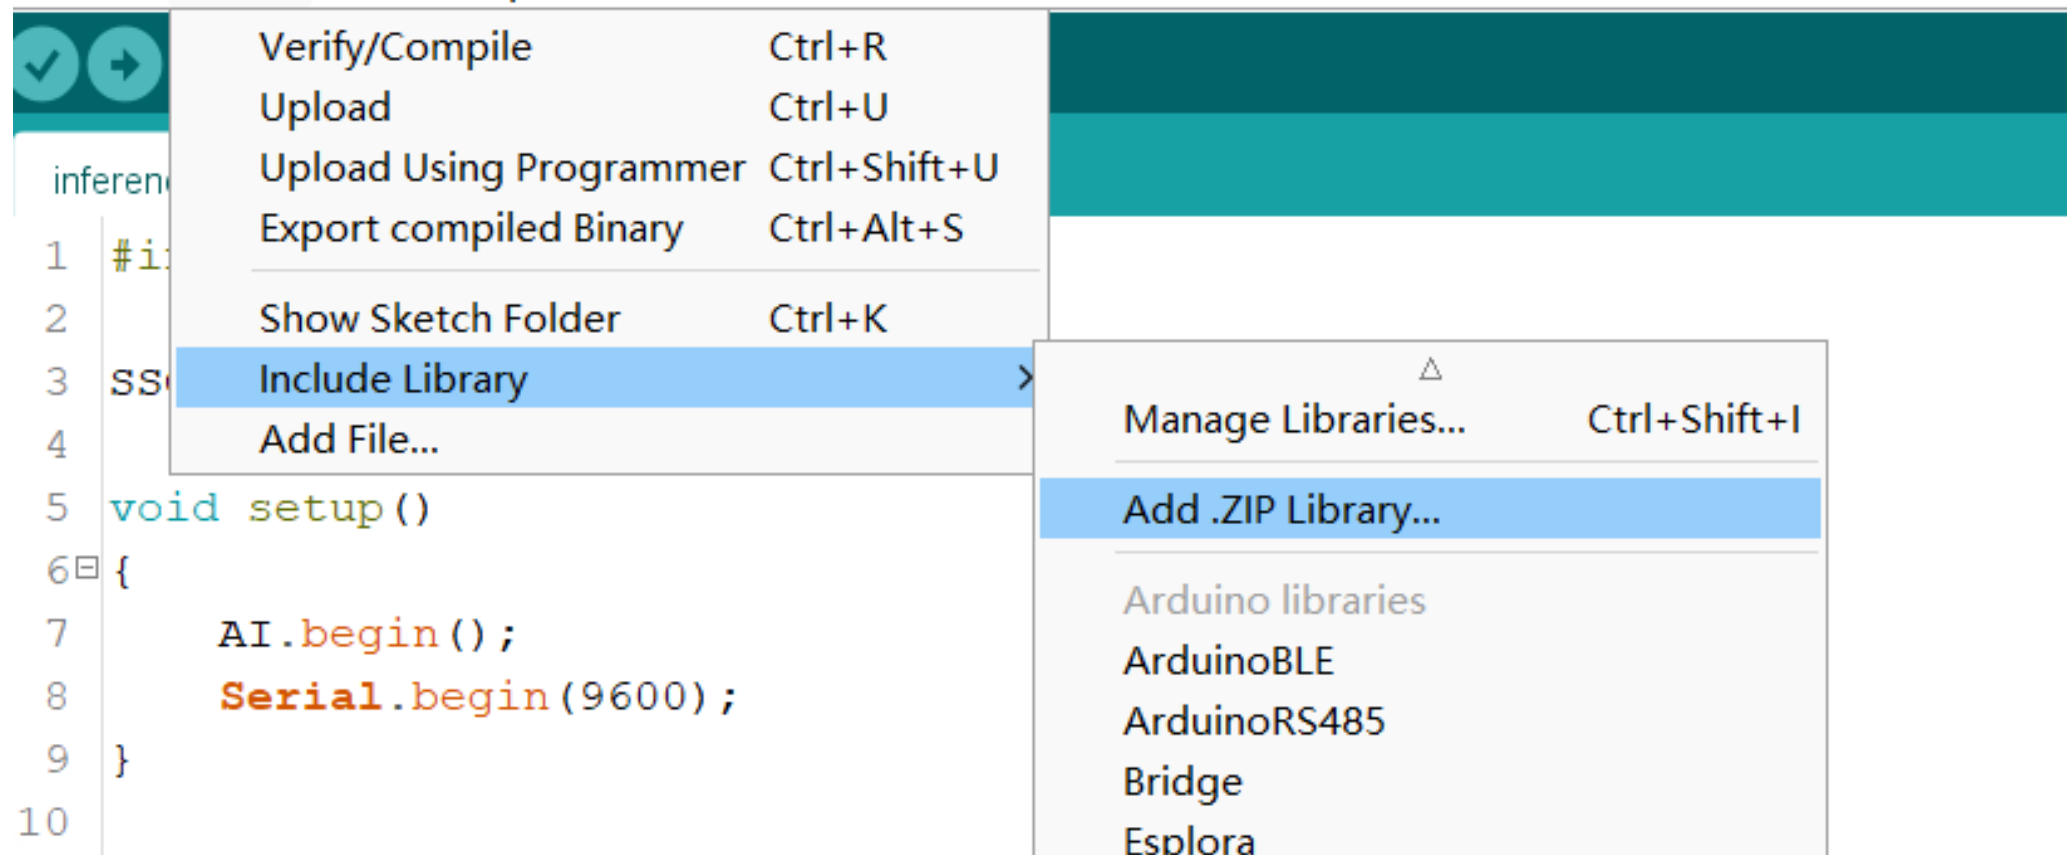 Verify/Compile Ctrl+R
Upload Ctrl+U
Upload Using Programmer Ctrl+Shift+U
Export compiled Binary Ctrl+Alt+S
Show Sketch Folder Ctrl+K
Include Library
Add File...
Manage Libraries... Ctrl+Shift+I
Add .ZIP Library...
Arduino libraries
ArduinoBLE
ArduinoRS485
Bridge
Esplora
1
2
3
4
5 void setup()
6 {
7 AI.begin();
8 Serial.begin(9600);
9 }
10